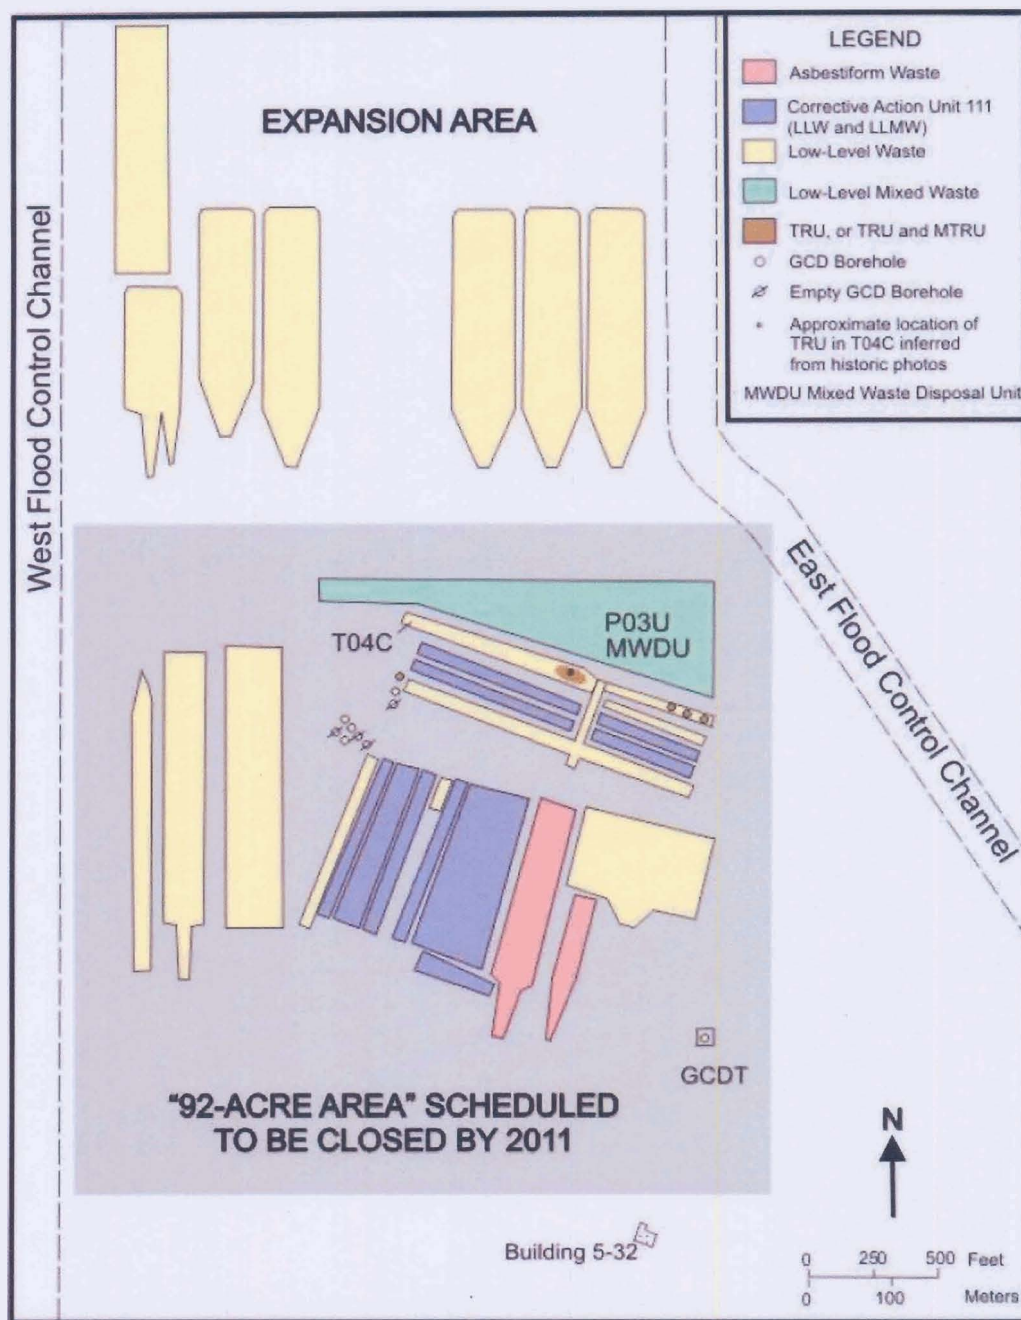 LEGEND
Asbestiform Waste
Corrective Action Unit 111
(LLW and LLMW)
Low-Level Waste
Low-Level Mixed Waste
TRU, or TRU and MTRU
GCD Borehole
Empty GCD Borehole
Approximate location of
TRU in T04C inferred
from historic photos
MWDU Mixed Waste Disposal Unit
EXPANSION AREA
West Flood Control Channel
East Flood Control Channel
P03U
MWDU
T04C
GCDT
"92-ACRE AREA" SCHEDULED
TO BE CLOSED BY 2011
N
Building 5-32
0 250 500 Feet
0 100 Meters